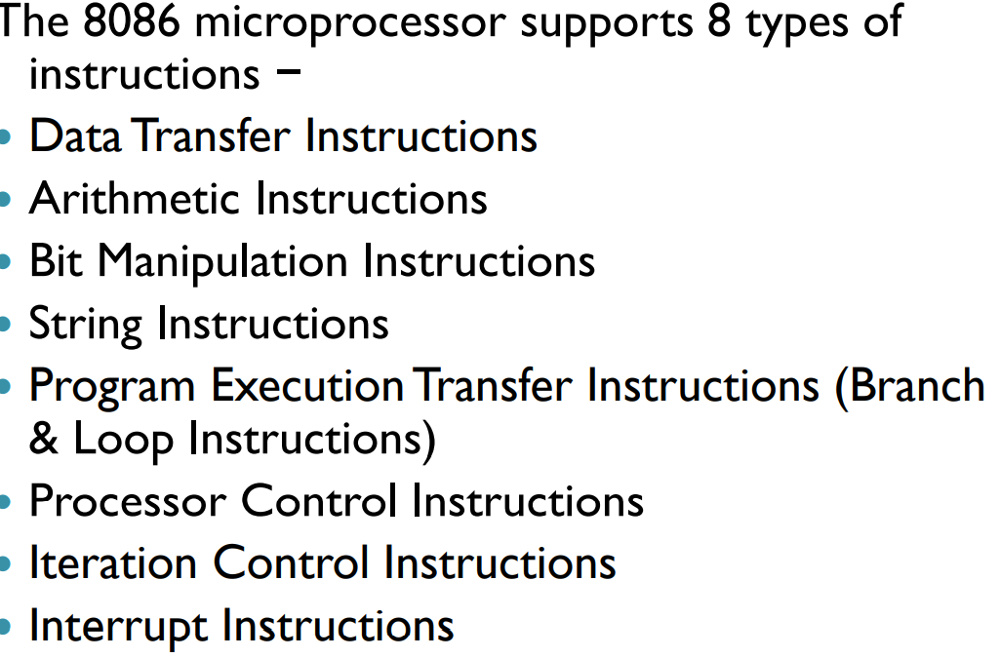 The 8086 microprocessor supports 8 types of
instructions −
• Data Transfer Instructions
• Arithmetic Instructions
• Bit Manipulation Instructions
• String Instructions
• Program Execution Transfer Instructions (Branch
& Loop Instructions)
• Processor Control Instructions
• Iteration Control Instructions
• Interrupt Instructions